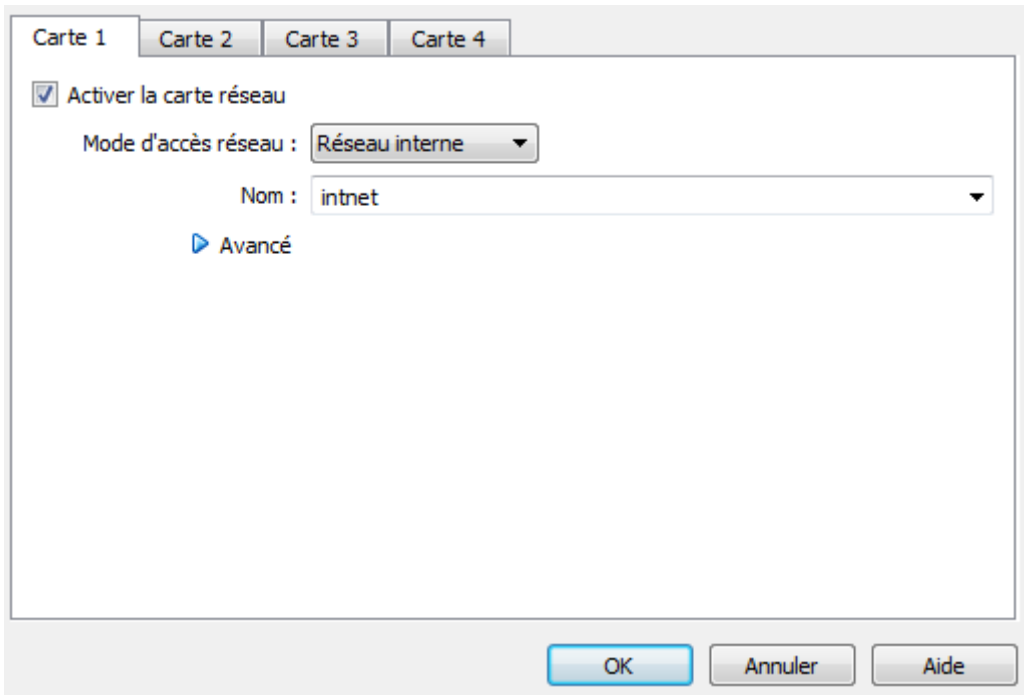 Carte 1 Carte 2 Carte 3 Carte 4
Activer la carte réseau
Mode d'accès réseau : Réseau interne
Nom : intnet
Avancé
OK Annuler Aide